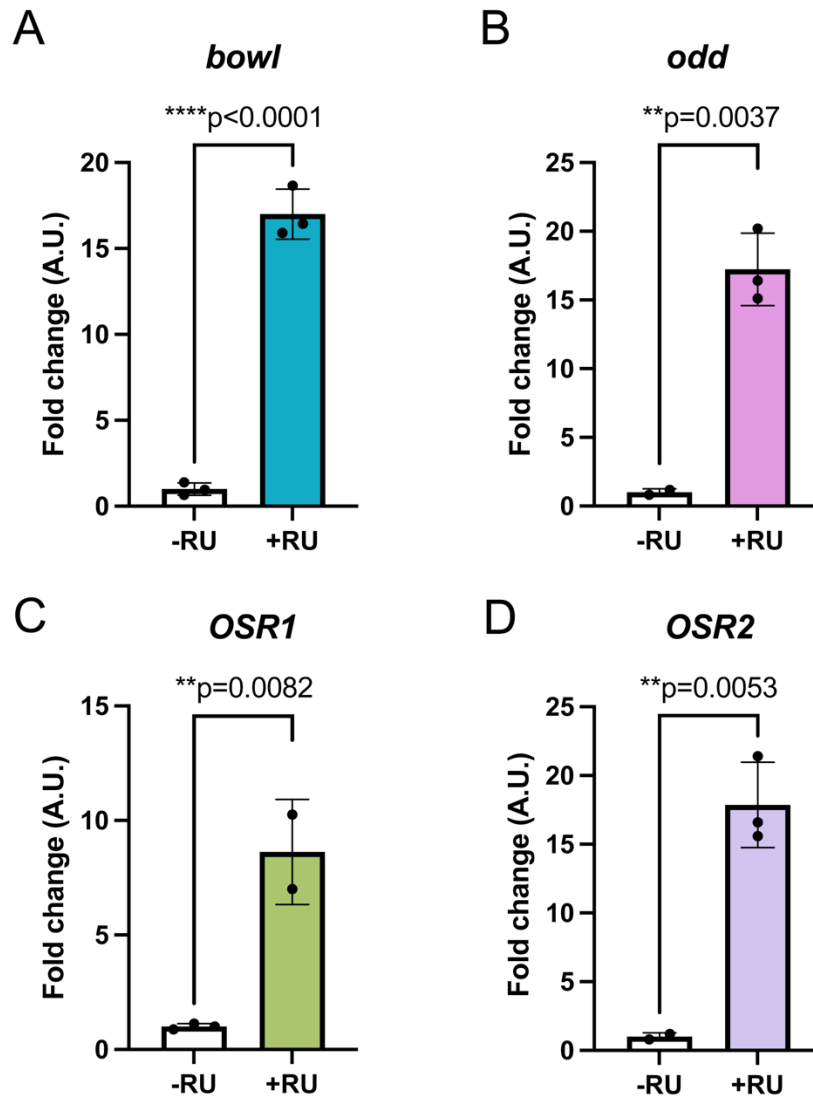 A
bowl
****p<0.0001
20
15
10
5
0
Fold change (A.U.)
-RU
+RU
B
odd
**p=0.0037
25
20
15
10
5
0
Fold change (A.U.)
-RU
+RU
C
OSR1
**p=0.0082
15
10
5
0
Fold change (A.U.)
-RU
+RU
D
OSR2
**p=0.0053
25
20
15
10
5
0
Fold change (A.U.)
-RU
+RU